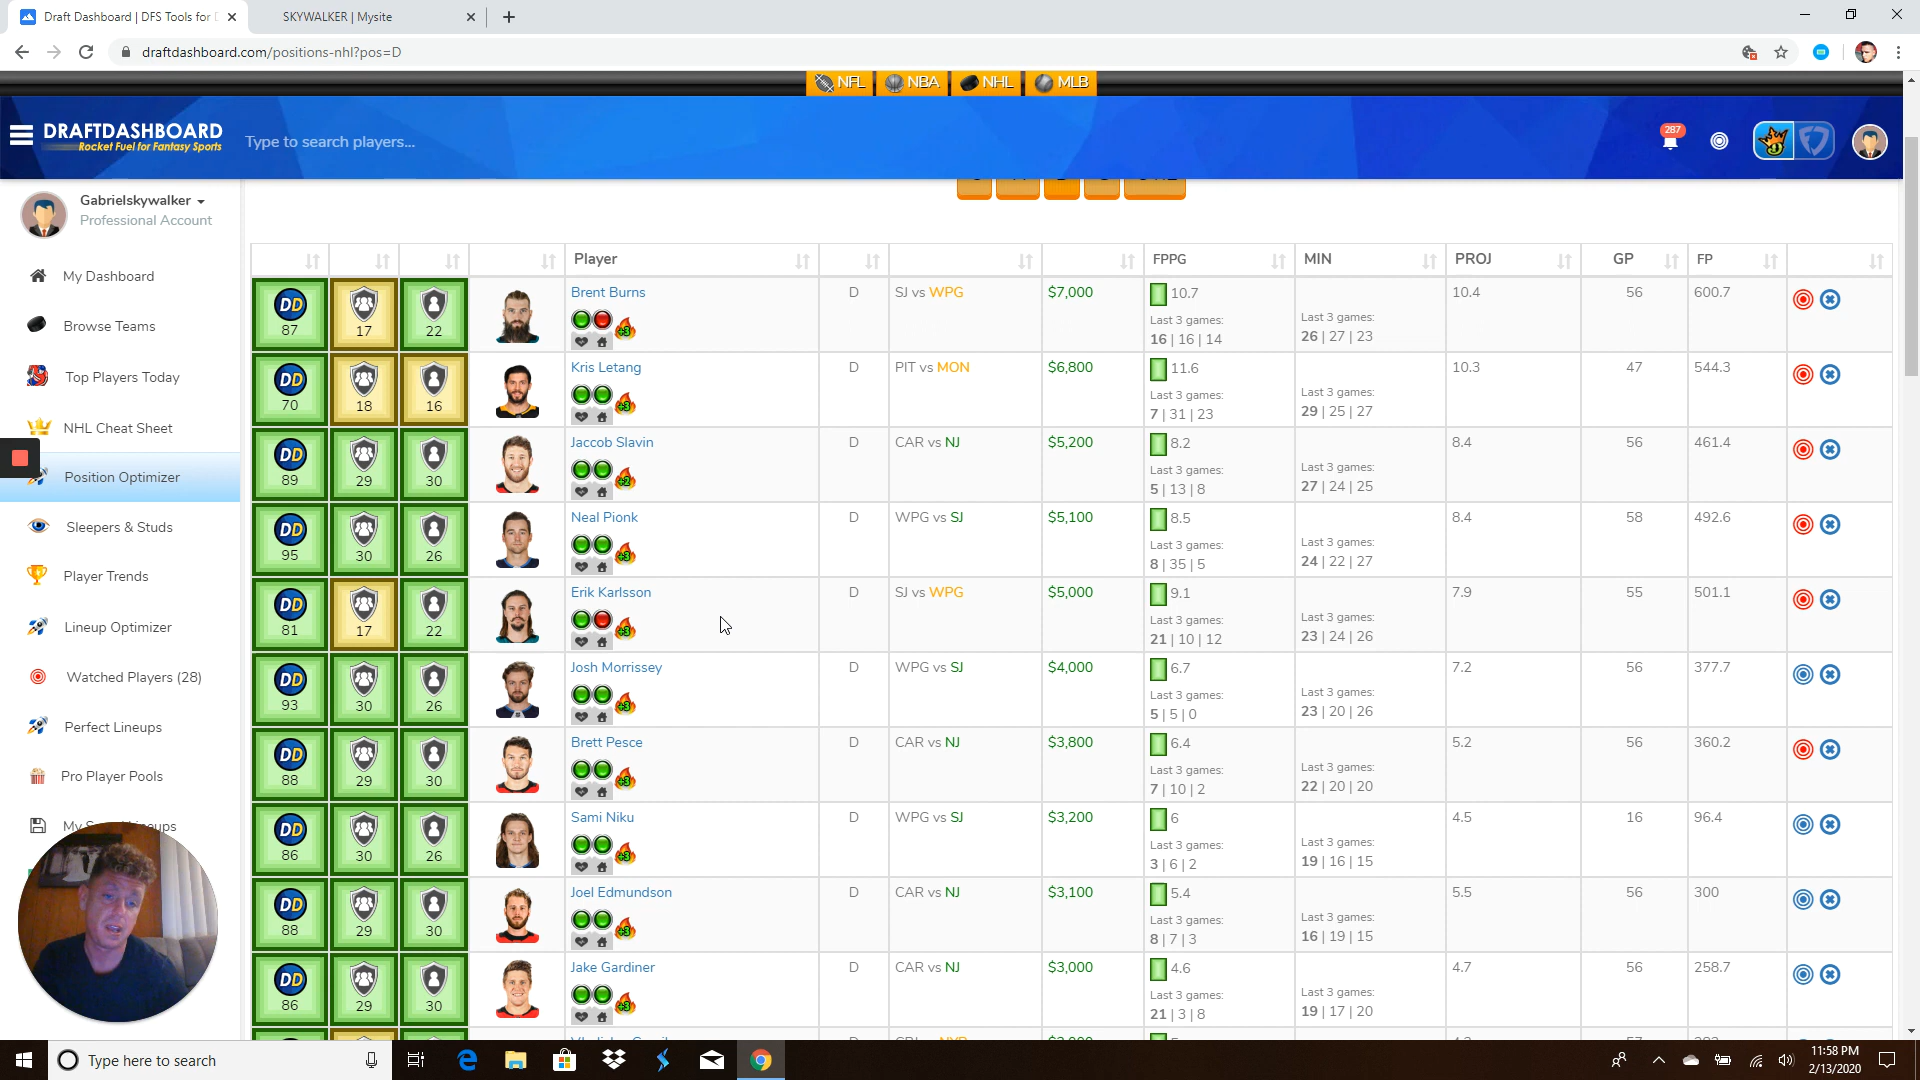 Draft Dashboard | DFS Tools for D
SKYWALKER | Mysite
draftdashboard.com/positions-nhl?pos=D
NFL NBA NHL MLB
DRAFTDASHBOARD
Rocket Fuel for Fantasy Sports
Type to search players...
287
Gabrielskywalker
Professional Account
My Dashboard
Browse Teams
Top Players Today
NHL Cheat Sheet
Position Optimizer
Sleepers & Studs
Player Trends
Lineup Optimizer
Watched Players (28)
Perfect Lineups
Pro Player Pools
Player FPPG MIN PROJ GP FP
DD 87 17 22 Brent Burns +3 D SJ vs WPG $7,000 10.7 10.4 56 600.7
Last 3 games: Last 3 games:
16 | 16 | 14 26 | 27 | 23
DD 70 18 16 Kris Letang +3 D PIT vs MON $6,800 11.6 10.3 47 544.3
Last 3 games: Last 3 games:
7 | 31 | 23 29 | 25 | 27
DD 89 29 30 Jaccob Slavin +2 D CAR vs NJ $5,200 8.2 8.4 56 461.4
Last 3 games: Last 3 games:
5 | 13 | 8 27 | 24 | 25
DD 95 30 26 Neal Pionk +3 D WPG vs SJ $5,100 8.5 8.4 58 492.6
Last 3 games: Last 3 games:
8 | 35 | 5 24 | 22 | 27
DD 81 17 22 Erik Karlsson +3 D SJ vs WPG $5,000 9.1 7.9 55 501.1
Last 3 games: Last 3 games:
21 | 10 | 12 23 | 24 | 26
DD 93 30 26 Josh Morrissey +3 D WPG vs SJ $4,000 6.7 7.2 56 377.7
Last 3 games: Last 3 games:
5 | 5 | 0 23 | 20 | 26
DD 88 29 30 Brett Pesce +3 D CAR vs NJ $3,800 6.4 5.2 56 360.2
Last 3 games: Last 3 games:
7 | 10 | 2 22 | 20 | 20
DD 86 30 26 Sami Niku +3 D WPG vs SJ $3,200 6 4.5 16 96.4
Last 3 games: Last 3 games:
3 | 6 | 2 19 | 16 | 15
DD 88 29 30 Joel Edmundson +3 D CAR vs NJ $3,100 5.4 5.5 56 300
Last 3 games: Last 3 games:
8 | 7 | 3 16 | 19 | 15
DD 86 29 30 Jake Gardiner +3 D CAR vs NJ $3,000 4.6 4.7 56 258.7
Last 3 games: Last 3 games:
21 | 3 | 8 19 | 17 | 20
Type here to search
11:58 PM
2/13/2020